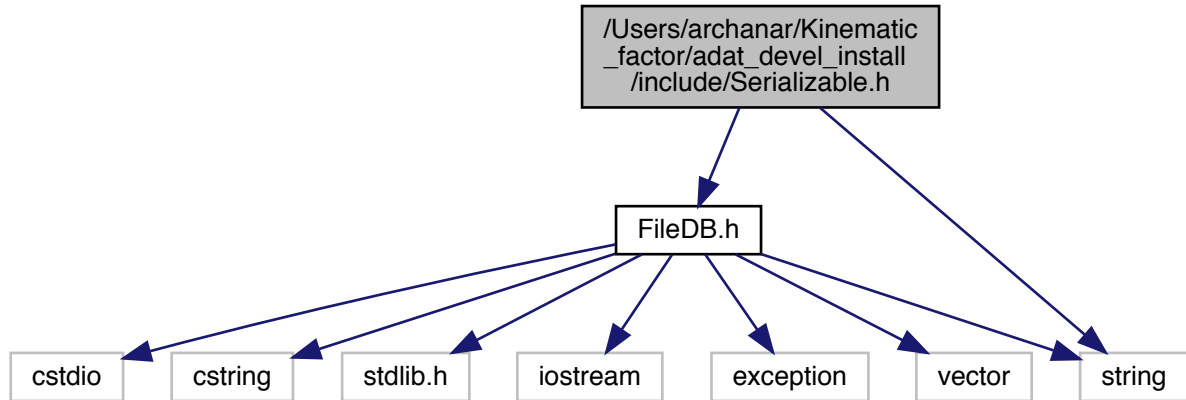 /Users/archanar/Kinematic
_factor/adat_devel_install
/include/Serializable.h
FileDB.h
cstdio
cstring
stdlib.h
iostream
exception
vector
string